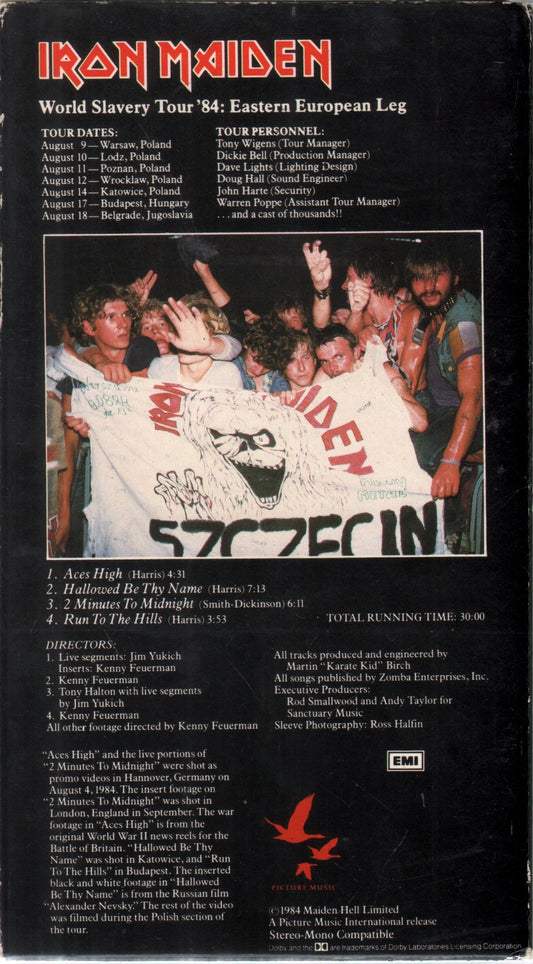 IRON MAIDEN
World Slavery Tour '84: Eastern European Leg
TOUR DATES:
August 9—Warsaw, Poland
August 10—Lodz, Poland
August 11—Poznan, Poland
August 12—Wrocklaw, Poland
August 14—Katowice, Poland
August 17—Budapest, Hungary
August 18—Belgrade, Jugoslavia
TOUR PERSONNEL:
Tony Wigens (Tour Manager)
Dickie Bell (Production Manager)
Dave Lights (Lighting Design)
Doug Hall (Sound Engineer)
John Harte (Security)
Warren Poppe (Assistant Tour Manager)
. . . and a cast of thousands!!
IRON MAIDEN
HEAVY
METAL
SZCZECIN
1. Aces High (Harris) 4:31
2. Hallowed Be Thy Name (Harris) 7:13
3. 2 Minutes To Midnight (Smith-Dickinson) 6:11
4. Run To The Hills (Harris) 3:53
TOTAL RUNNING TIME: 30:00
DIRECTORS:
1. Live segments: Jim Yukich
Inserts: Kenny Feuerman
2. Kenny Feuerman
3. Tony Halton with live segments
by Jim Yukich
4. Kenny Feuerman
All other footage directed by Kenny Feuerman
All tracks produced and engineered by
Martin "Karate Kid" Birch
All songs published by Zomba Enterprises, Inc.
Executive Producers:
Rod Smallwood and Andy Taylor for
Sanctuary Music
Sleeve Photography: Ross Halfin
"Aces High" and the live portions of
"2 Minutes To Midnight" were shot as
promo videos in Hannover, Germany on
August 4, 1984. The insert footage on
"2 Minutes To Midnight" was shot in
London, England in September. The war
footage in "Aces High" is from the
original World War II news reels for the
Battle of Britain. "Hallowed Be Thy
Name" was shot in Katowice, and "Run
To The Hills" in Budapest. The inserted
black and white footage in "Hallowed
Be Thy Name" is from the Russian film
"Alexander Nevsky." The rest of the video
was filmed during the Polish section of
the tour.
EMI
PICTURE MUSIC
©1984 Maiden Hell Limited
A Picture Music International release
Stereo-Mono Compatible
Dolby and the DD are trademarks of Dolby Laboratories Licensing Corporation